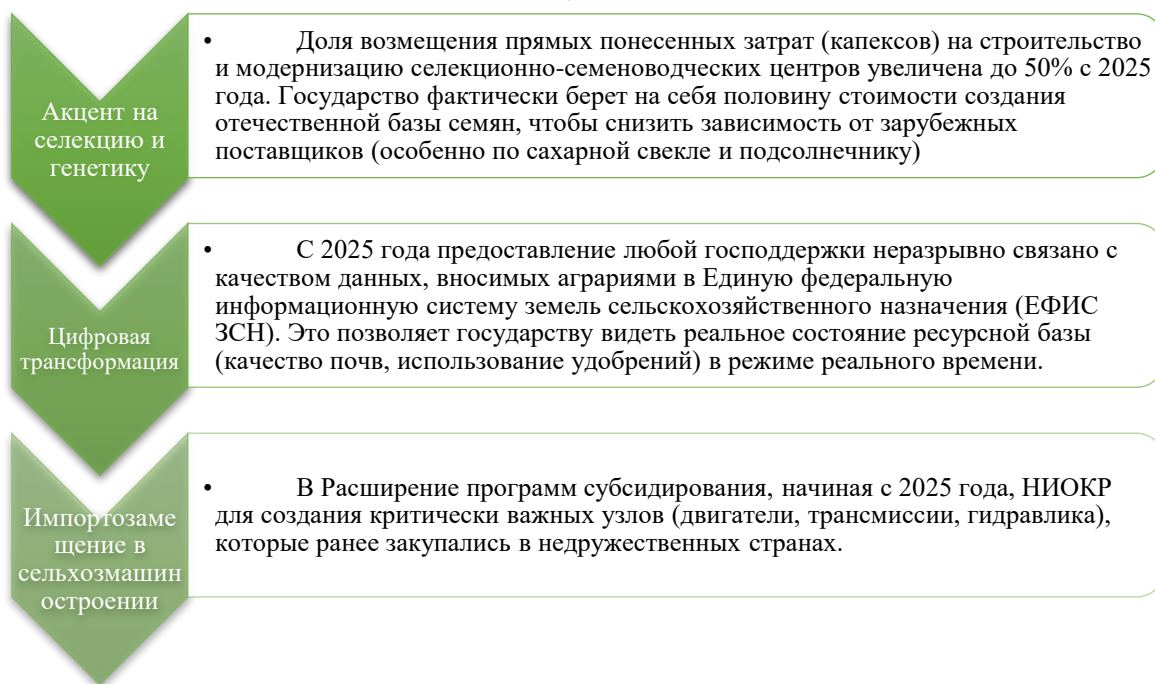 Акцент на
селекцию и
генетику
• Доля возмещения прямых понесенных затрат (капексов) на строительство
и модернизацию селекционно-семеноводческих центров увеличена до 50% с 2025
года. Государство фактически берет на себя половину стоимости создания
отечественной базы семян, чтобы снизить зависимость от зарубежных
поставщиков (особенно по сахарной свекле и подсолнечнику)
Цифровая
трансформация
• С 2025 года предоставление любой господдержки неразрывно связано с
качеством данных, вносимых аграриями в Единую федеральную
информационную систему земель сельскохозяйственного назначения (ЕФИС
ЗСН). Это позволяет государству видеть реальное состояние ресурсной базы
(качество почв, использование удобрений) в режиме реального времени.
Импортозаме
щение в
сельхозмашин
остроении
• В Расширение программ субсидирования, начиная с 2025 года, НИОКР
для создания критически важных узлов (двигатели, трансмиссии, гидравлика),
которые ранее закупались в недружественных странах.